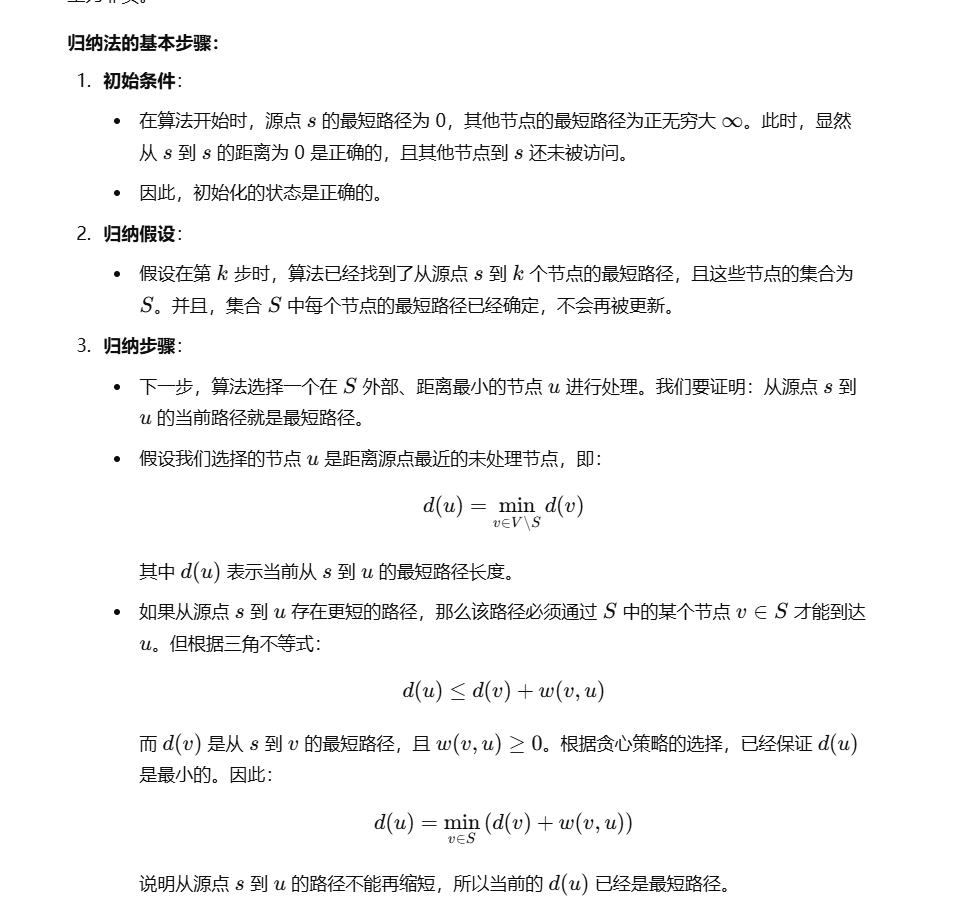 归纳法的基本步骤：
1. 初始条件：
• 在算法开始时，源点 s 的最短路径为 0，其他节点的最短路径为正无穷大 ∞。此时，显然
从 s 到 s 的距离为 0 是正确的，且其他节点到 s 还未被访问。
• 因此，初始化的状态是正确的。
2. 归纳假设：
• 假设在第 k 步时，算法已经找到了从源点 s 到 k 个节点的最短路径，且这些节点的集合为
S。并且，集合 S 中每个节点的最短路径已经确定，不会再被更新。
3. 归纳步骤：
• 下一步，算法选择一个在 S 外部、距离最小的节点 u 进行处理。我们要证明：从源点 s 到
u 的当前路径就是最短路径。
• 假设我们选择的节点 u 是距离源点最近的未处理节点，即：
d(u) = min_{v∈V\S} d(v)
其中 d(u) 表示当前从 s 到 u 的最短路径长度。
• 如果从源点 s 到 u 存在更短的路径，那么该路径必须通过 S 中的某个节点 v ∈ S 才能到达
u。但根据三角不等式：
d(u) ≤ d(v) + w(v, u)
而 d(v) 是从 s 到 v 的最短路径，且 w(v, u) ≥ 0。根据贪心策略的选择，已经保证 d(u)
是最小的。因此：
d(u) = min_{v∈S} (d(v) + w(v, u))
说明从源点 s 到 u 的路径不能再缩短，所以当前的 d(u) 已经是最短路径。